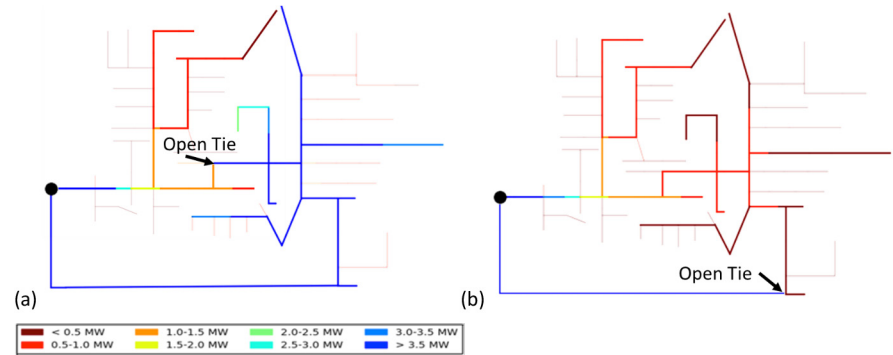 Open Tie
(a)
Open Tie
(b)
< 0.5 MW 1.0-1.5 MW 2.0-2.5 MW 3.0-3.5 MW
0.5-1.0 MW 1.5-2.0 MW 2.5-3.0 MW > 3.5 MW